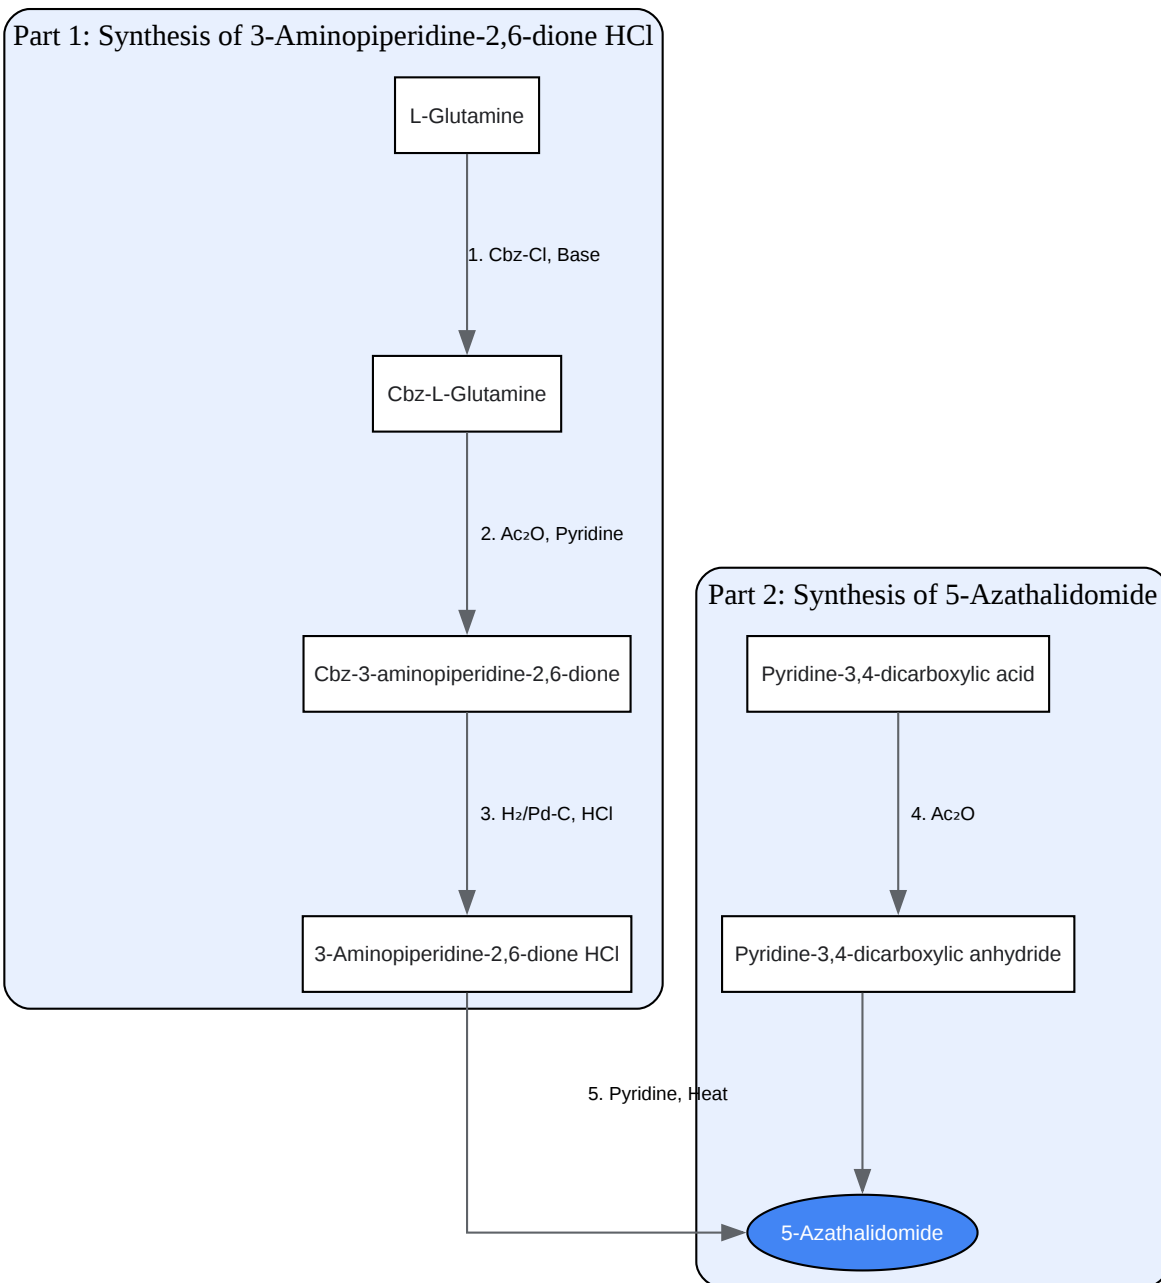 Part 1: Synthesis of 3-Aminopiperidine-2,6-dione HCl
L-Glutamine
1. Cbz-Cl, Base
Cbz-L-Glutamine
2. Ac₂O, Pyridine
Cbz-3-aminopiperidine-2,6-dione
3. H₂/Pd-C, HCl
3-Aminopiperidine-2,6-dione HCl
Part 2: Synthesis of 5-Azathalidomide
Pyridine-3,4-dicarboxylic acid
4. Ac₂O
Pyridine-3,4-dicarboxylic anhydride
5. Pyridine, Heat
5-Azathalidomide